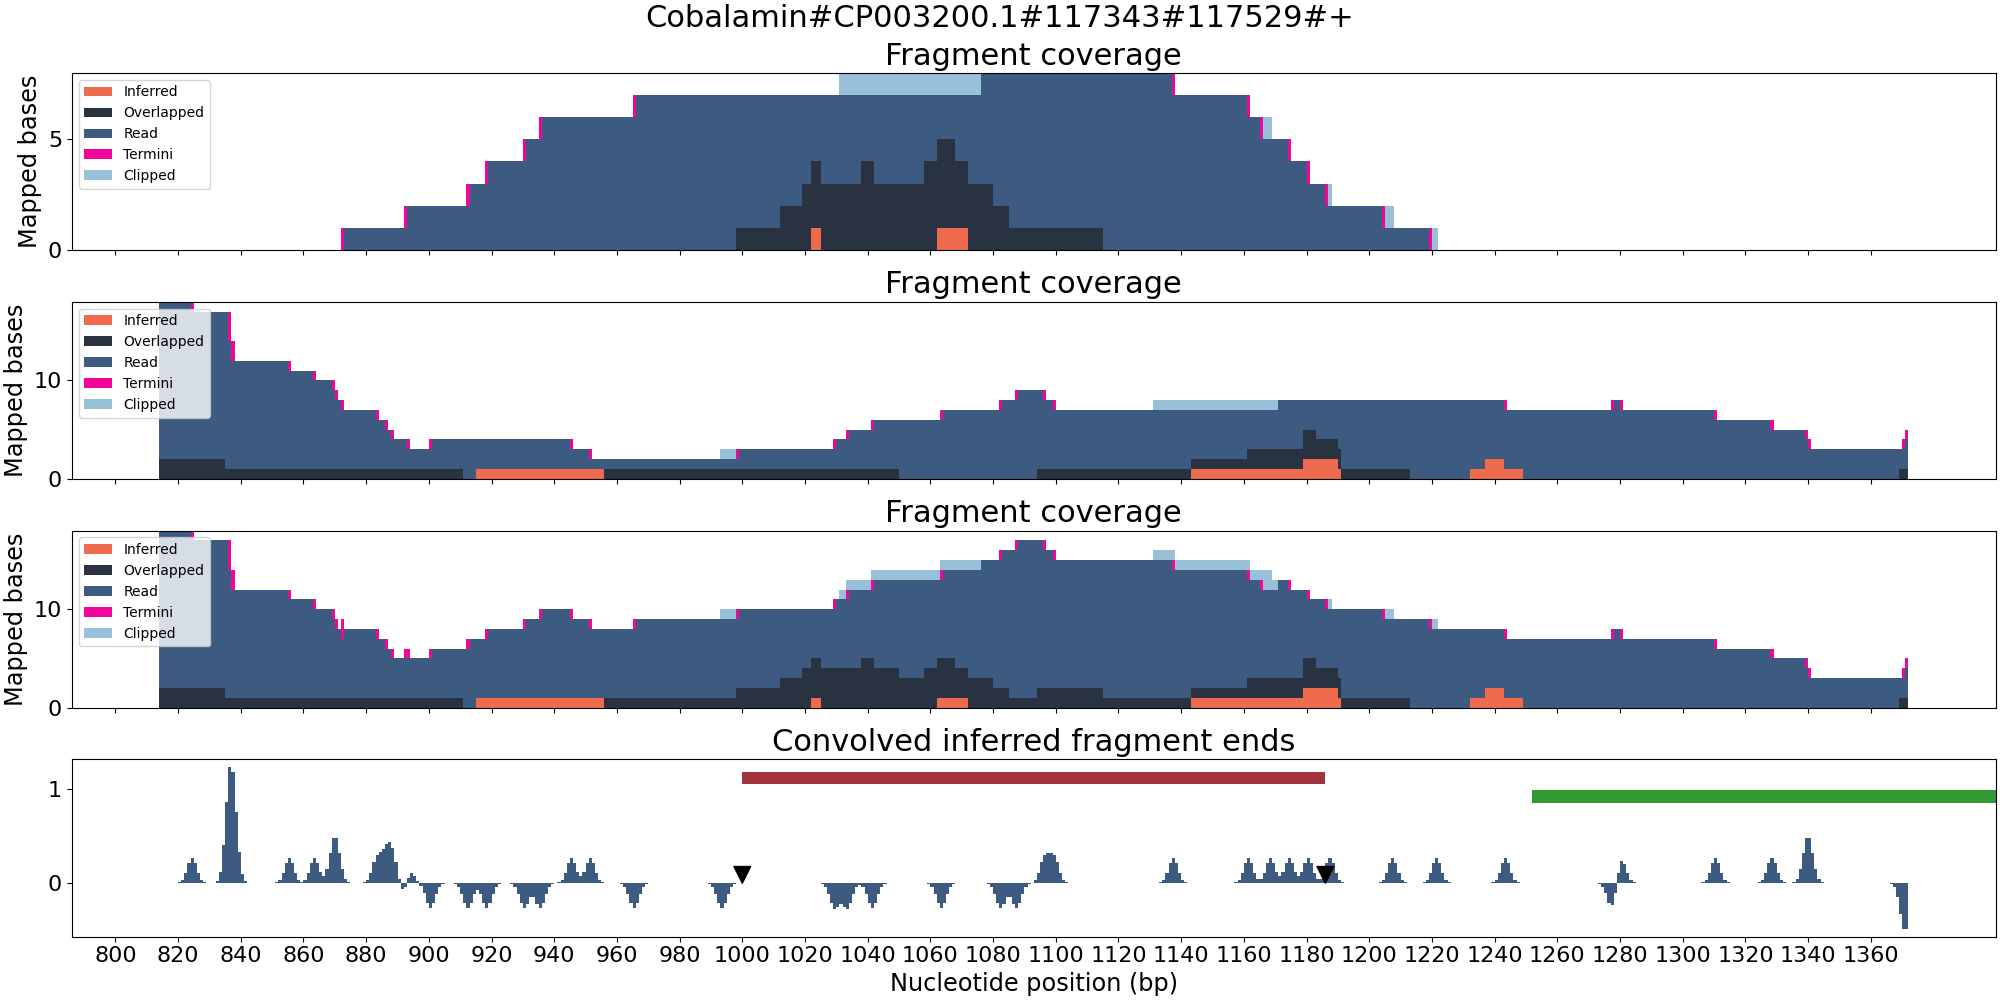 Cobalamin#CP003200.1#117343#117529#+
Fragment coverage
Mapped bases
5
0
Inferred
Overlapped
Read
Termini
Clipped
Fragment coverage
Mapped bases
10
0
Inferred
Overlapped
Read
Termini
Clipped
Fragment coverage
Mapped bases
10
0
Inferred
Overlapped
Read
Termini
Clipped
Convolved inferred fragment ends
1
0
800 820 840 860 880 900 920 940 960 980 1000 1020 1040 1060 1080 1100 1120 1140 1160 1180 1200 1220 1240 1260 1280 1300 1320 1340 1360
Nucleotide position (bp)